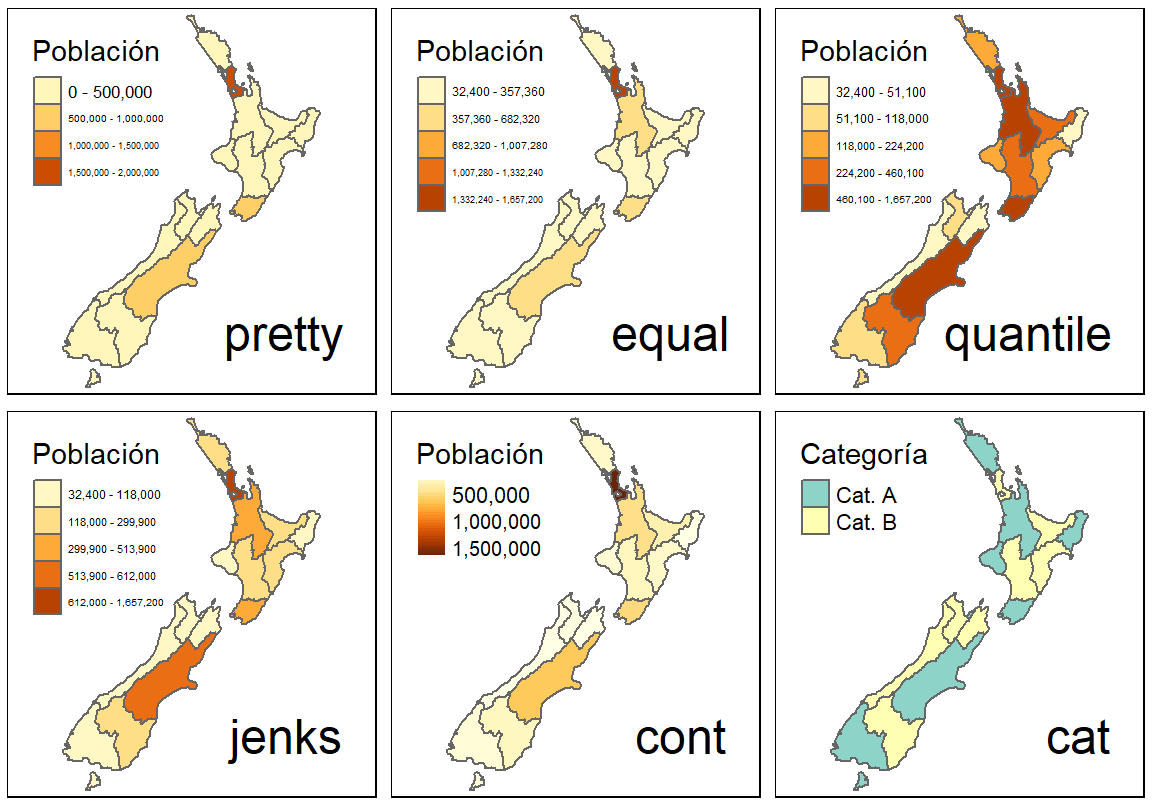 Población
0 - 500,000
500,000 - 1,000,000
1,000,000 - 1,500,000
1,500,000 - 2,000,000
pretty
Población
32,400 - 357,360
357,360 - 682,320
682,320 - 1,007,280
1,007,280 - 1,332,240
1,332,240 - 1,657,200
equal
Población
32,400 - 51,100
51,100 - 118,000
118,000 - 224,200
224,200 - 460,100
460,100 - 1,657,200
quantile
Población
32,400 - 118,000
118,000 - 299,900
299,900 - 513,900
513,900 - 612,000
612,000 - 1,657,200
jenks
Población
500,000
1,000,000
1,500,000
cont
Categoría
Cat. A
Cat. B
cat